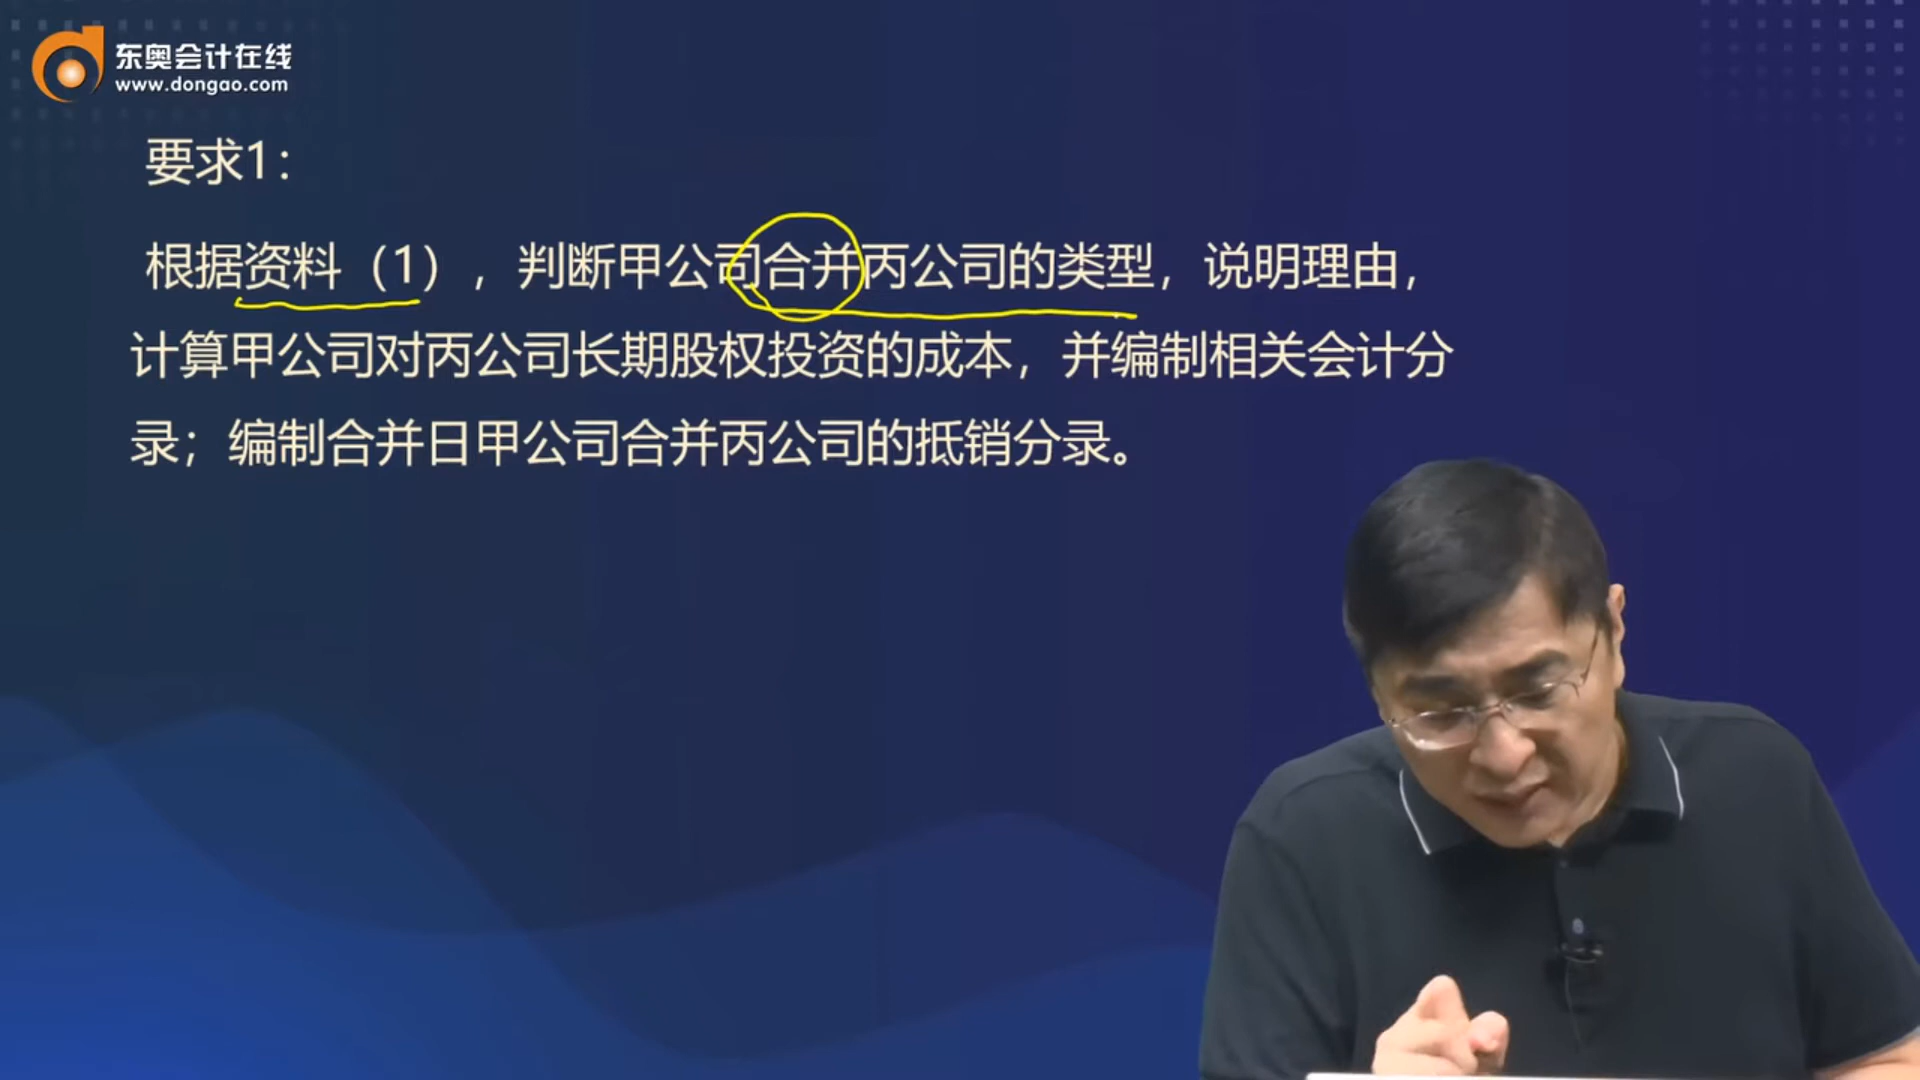 东奥会计在线
www.dongao.com
要求1：
根据资料（1），判断甲公司合并丙公司的类型，说明理由，
计算甲公司对丙公司长期股权投资的成本，并编制相关会计分
录；编制合并日甲公司合并丙公司的抵销分录。